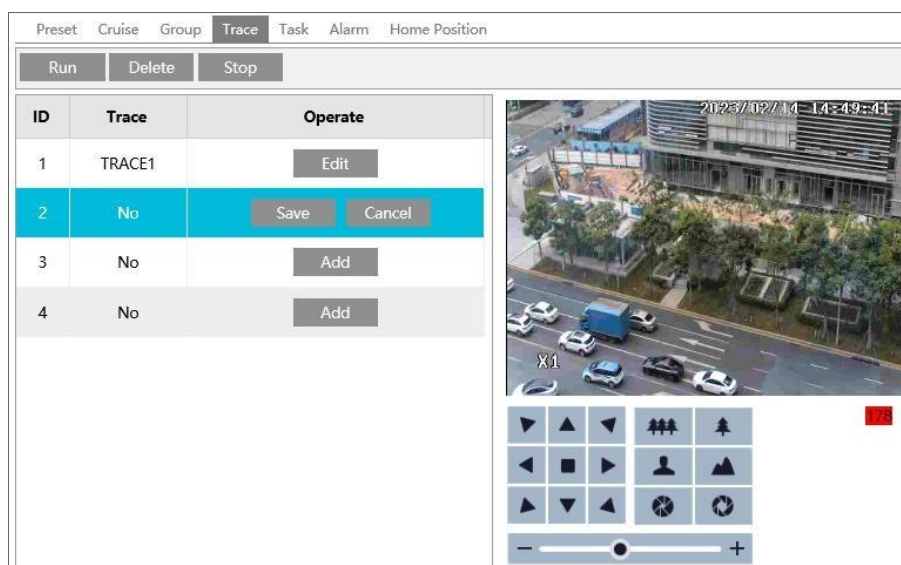 Preset Cruise Group Trace Task Alarm Home Position
Run Delete Stop
ID Trace Operate
1 TRACE1 Edit
2 No Save Cancel
3 No Add
4 No Add
2023/02/14 14:49:41
X1
178
− +